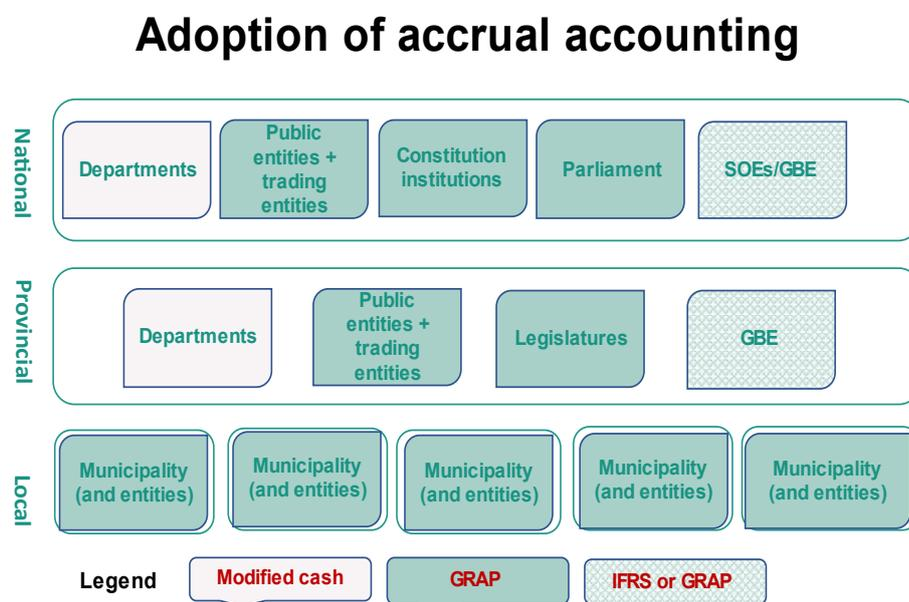 Adoption of accrual accounting
National
Departments
Public
entities +
trading
entities
Constitution
institutions
Parliament
SOEs/GBE
Provincial
Departments
Public
entities +
trading
entities
Legislatures
GBE
Local
Municipality
(and entities)
Municipality
(and entities)
Municipality
(and entities)
Municipality
(and entities)
Municipality
(and entities)
Legend
Modified cash
GRAP
IFRS or GRAP